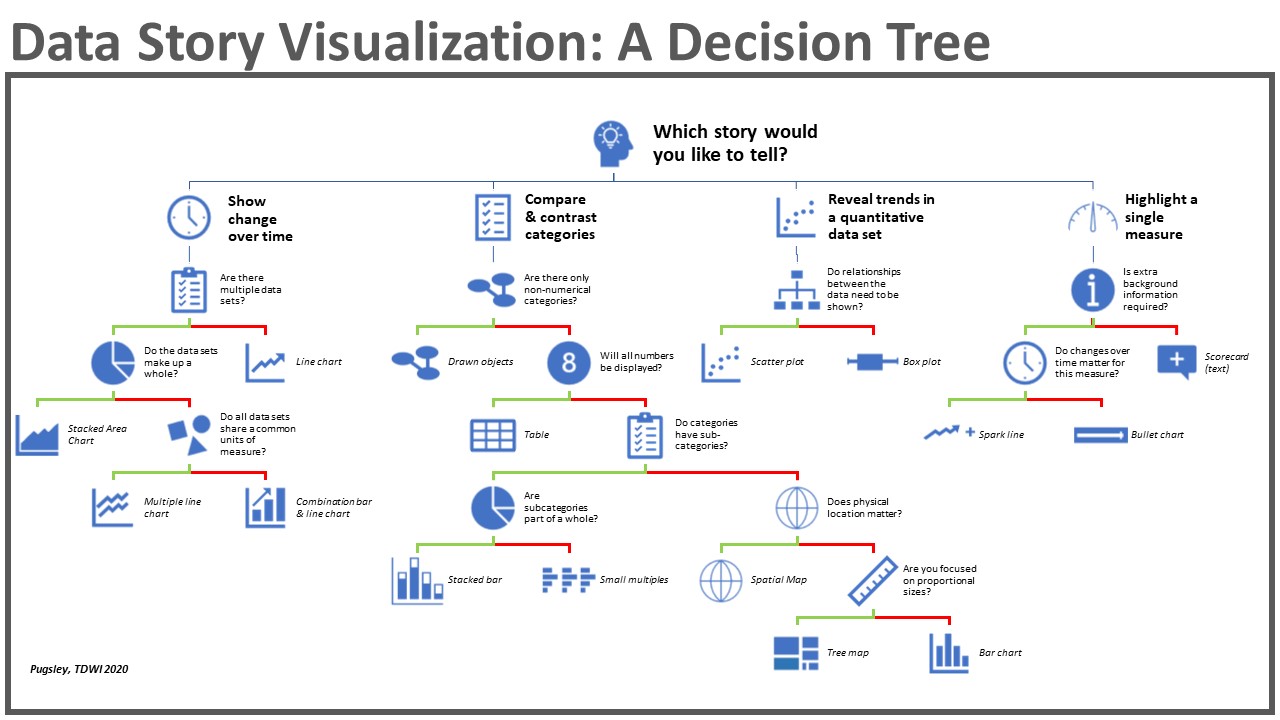 Data Story Visualization: A Decision Tree
Which story would
you like to tell?
Show
change
over time
Compare
& contrast
categories
Reveal trends in
a quantitative
data set
Highlight a
single
measure
Are there
multiple data
sets?
Are there only
non-numerical
categories?
Do relationships
between the
data need to be
shown?
Is extra
background
information
required?
Do the data sets
make up a
whole?
Line chart
Drawn objects
8
Will all numbers
be displayed?
Scatter plot
Box plot
Do changes over
time matter for
this measure?
Scorecard
(text)
Stacked Area
Chart
Do all data sets
share a common
units of
measure?
Table
Do categories
have sub-
categories?
Spark line
Bullet chart
Multiple line
chart
Combination bar
& line chart
Are
subcategories
part of a whole?
Does physical
location matter?
Stacked bar
Small multiples
Spatial Map
Are you focused
on proportional
sizes?
Tree map
Bar chart
Pugsley, TDWI 2020